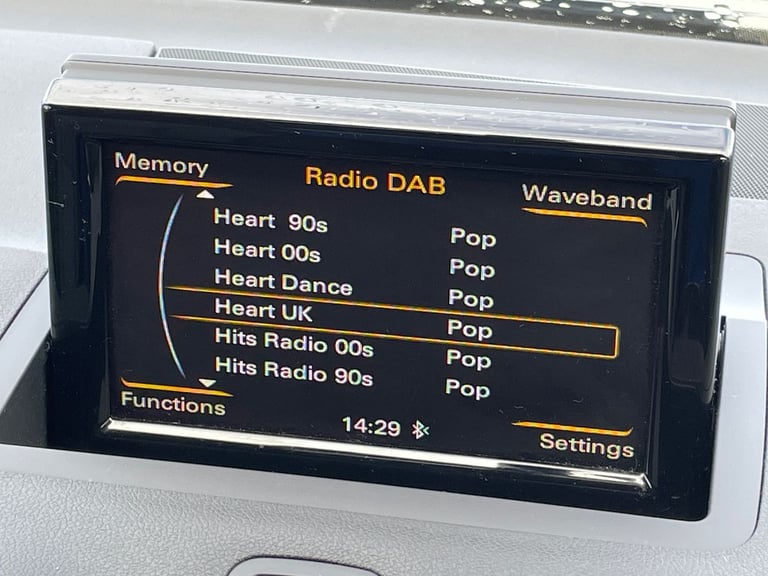 Memory
Radio DAB
Waveband
Heart 90s Pop
Heart 00s Pop
Heart Dance Pop
Heart UK Pop
Hits Radio 00s Pop
Hits Radio 90s Pop
Functions
14:29
Settings